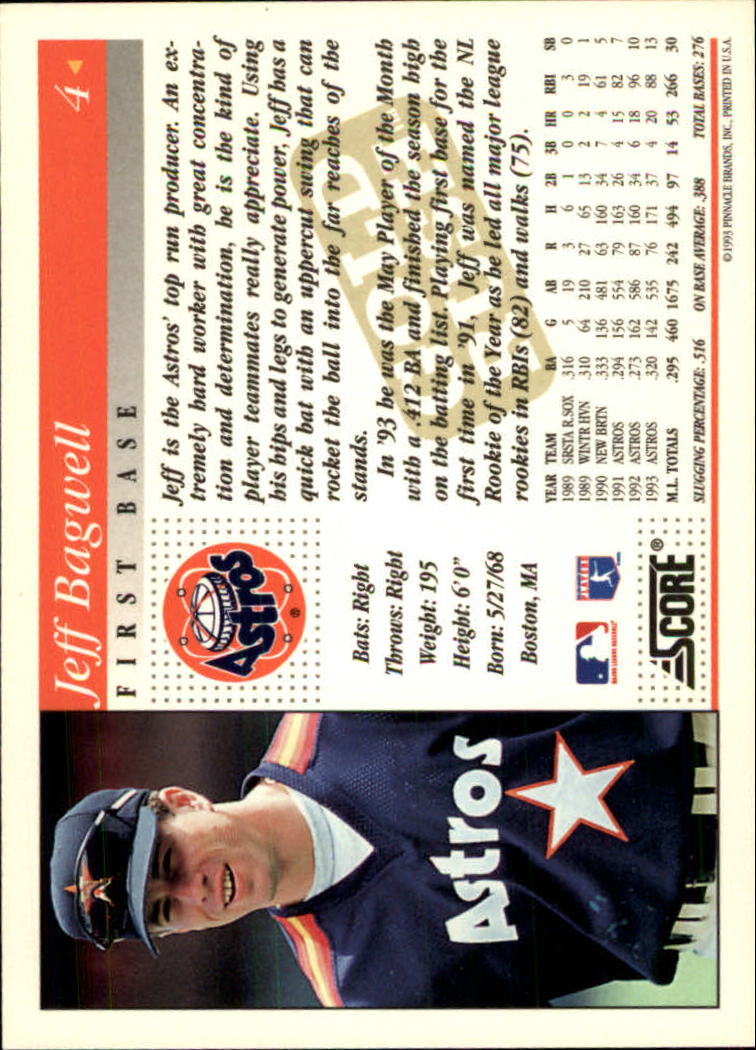 Jeff Bagwell 4
FIRST BASE
Astros
®
Bats: Right
Throws: Right
Weight: 195
Height: 6'0"
Born: 5/27/68
Boston, MA
MAJOR LEAGUE BASEBALL
SCORE®
Jeff is the Astros' top run producer. An ex-
tremely hard worker with great concentra-
tion and determination, he is the kind of
player teammates really appreciate. Using
his hips and legs to generate power, Jeff has a
quick bat with an uppercut swing that can
rocket the ball into the far reaches of the
stands.
In '93 he was the May Player of the Month
with a .412 BA and finished the season high
on the batting list. Playing first base for the
first time in '91, Jeff was named the NL
Rookie of the Year as he led all major league
rookies in RBIs (82) and walks (75).
GOLD RUSH
YEAR TEAM BA G AB R H 2B 3B HR RBI SB
1989 SRSTA R.SOX .316 5 19 3 6 1 0 0 3 0
1989 WINTR HVN .310 64 210 27 65 13 2 2 19 1
1990 NEW BRTN .333 136 481 63 160 34 7 4 61 5
1991 ASTROS .294 156 554 79 163 26 4 15 82 7
1992 ASTROS .273 162 586 87 160 34 6 18 96 10
1993 ASTROS .320 142 535 76 171 37 4 20 88 13
M.L. TOTALS .295 460 1675 242 494 97 14 53 266 30
SLUGGING PERCENTAGE: .516 ON BASE AVERAGE: .388 TOTAL BASES: 276
©1993 PINNACLE BRANDS, INC., PRINTED IN U.S.A.
Astros